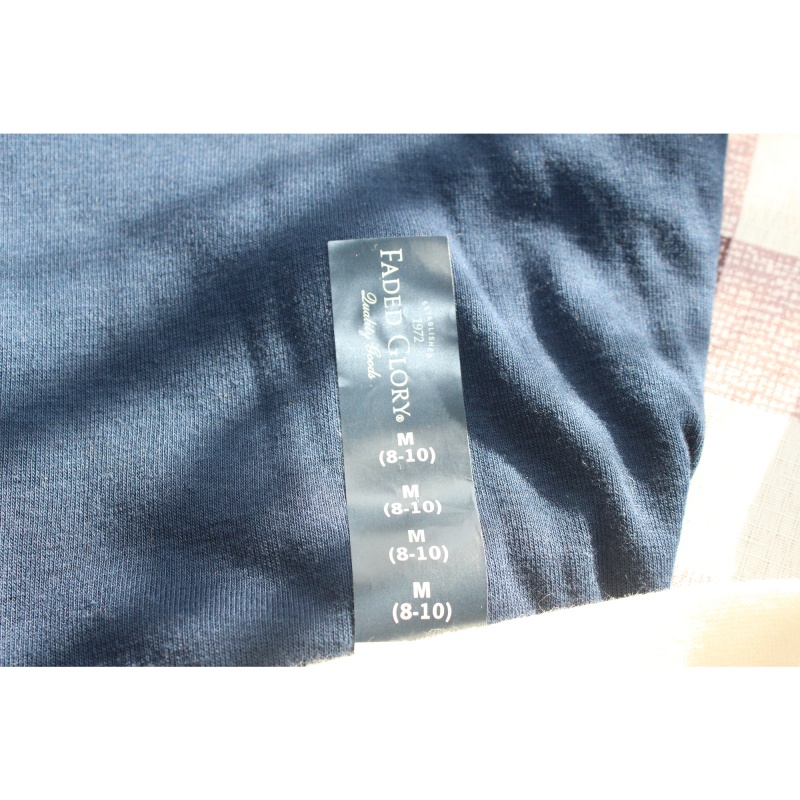 ESTABLISHED
1972
FADED GLORY®
Quality Goods
M
(8-10)
M
(8-10)
M
(8-10)
M
(8-10)